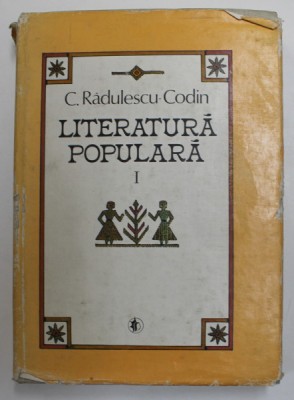 C. Rădulescu-Codin
LITERATURĂ
POPULARĂ
I